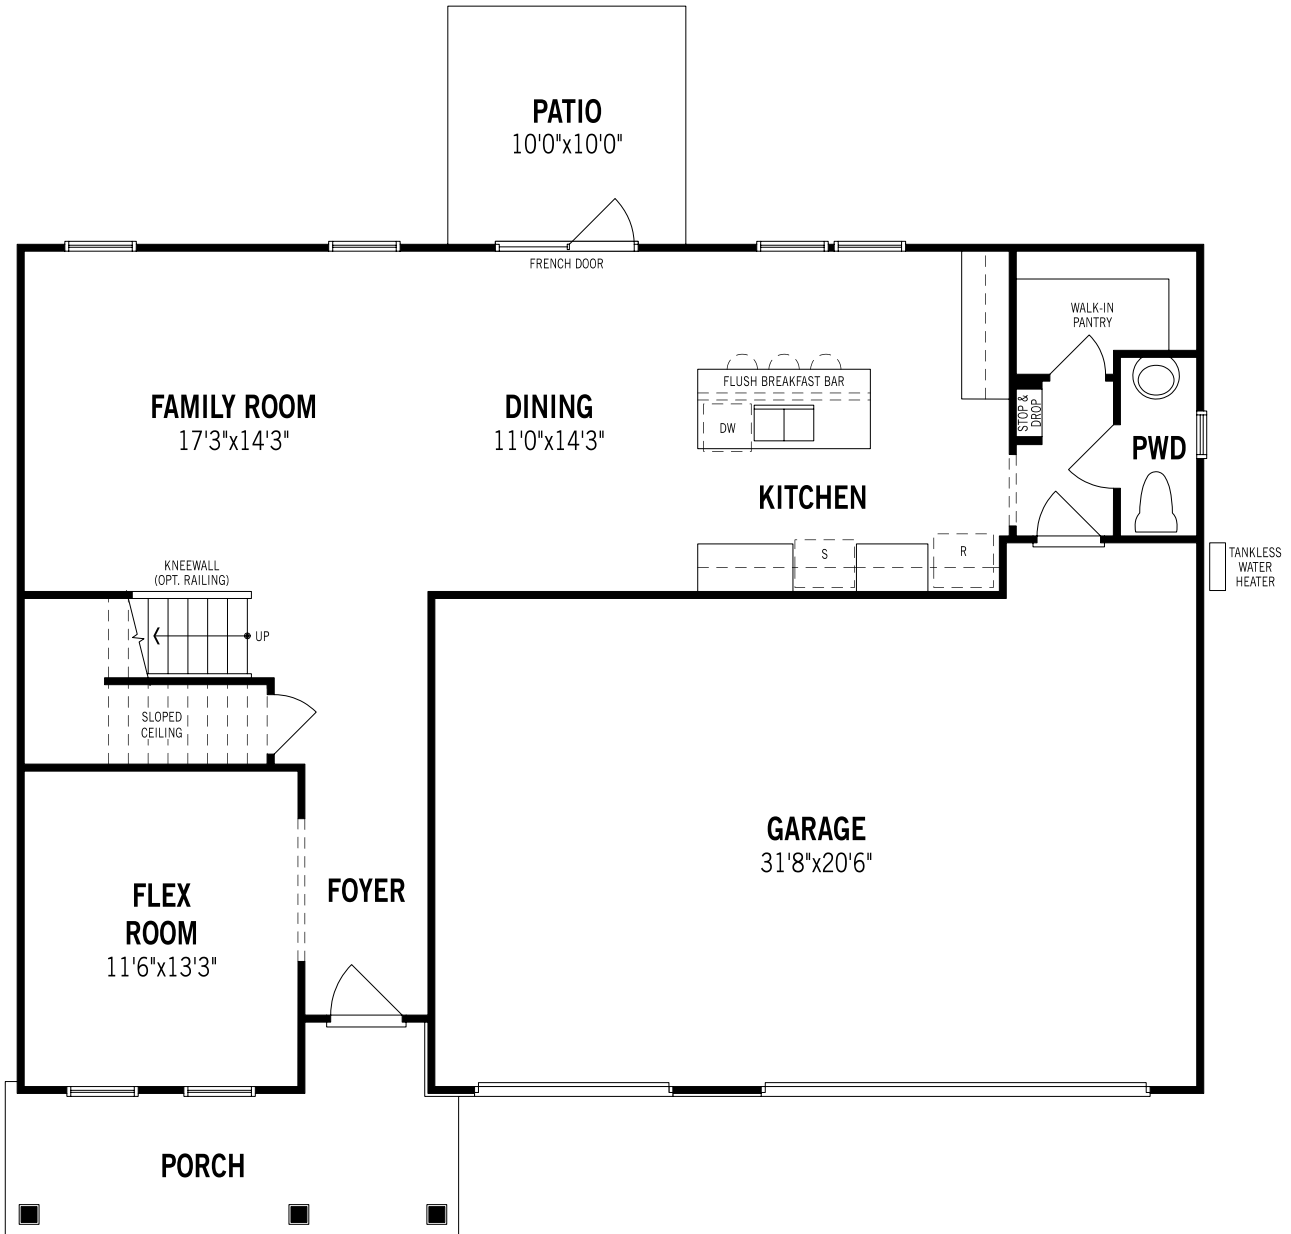 PATIO
10'0"x10'0"
FRENCH DOOR
WALK-IN
PANTRY
FLUSH BREAKFAST BAR
DW
STOP &
DROP
FAMILY ROOM
17'3"x14'3"
DINING
11'0"x14'3"
PWD
KITCHEN
S
R
TANKLESS
WATER
HEATER
KNEEWALL
(OPT. RAILING)
UP
SLOPED
CEILING
GARAGE
31'8"x20'6"
FLEX
ROOM
11'6"x13'3"
FOYER
PORCH